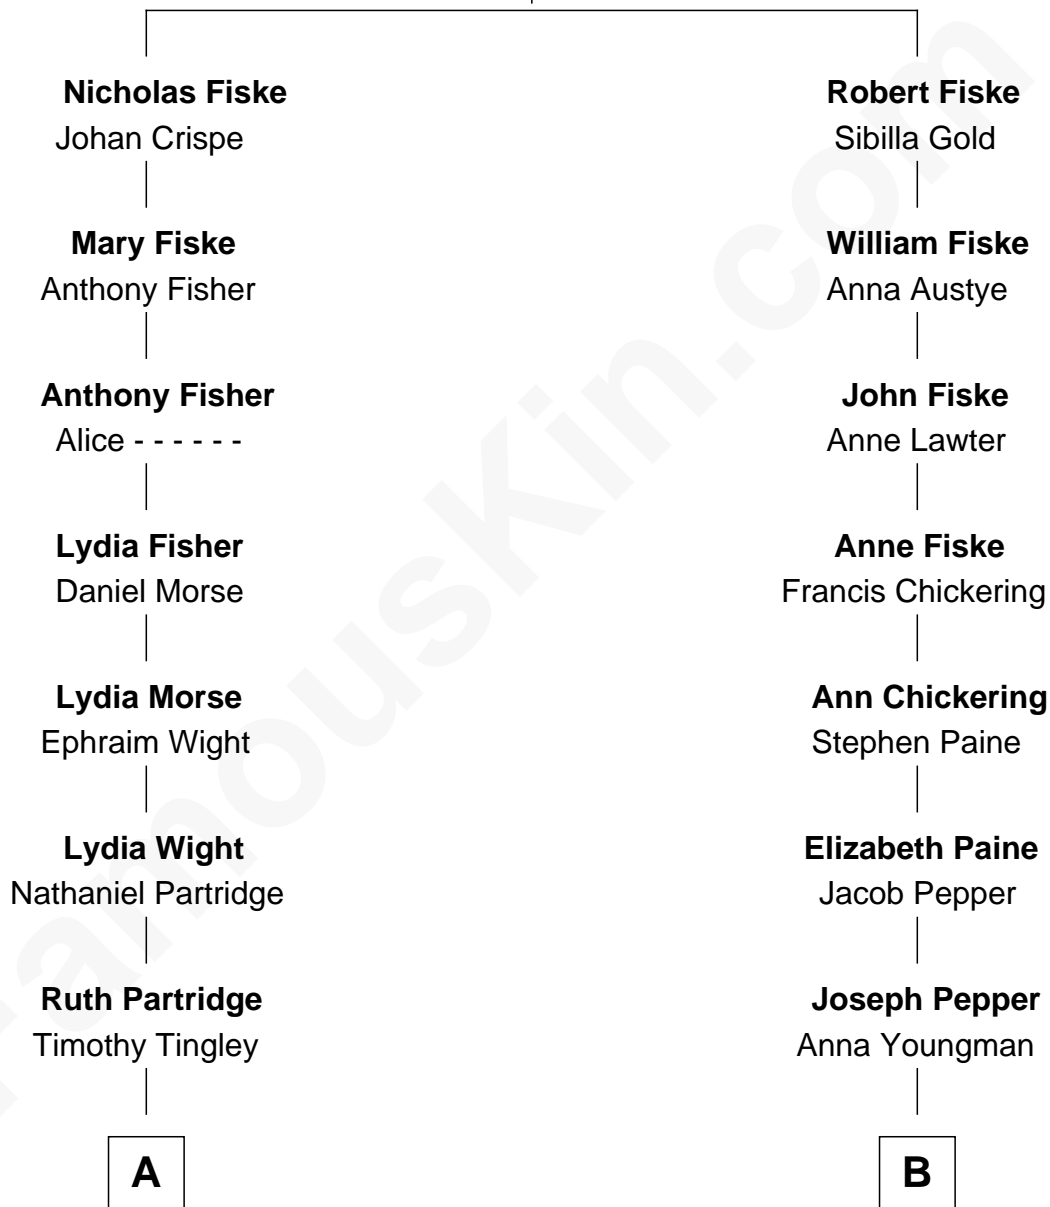 Nicholas Fiske
Johan Crispe
Mary Fiske
Anthony Fisher
Anthony Fisher
Alice - - - - - -
Lydia Fisher
Daniel Morse
Lydia Morse
Ephraim Wight
Lydia Wight
Nathaniel Partridge
Ruth Partridge
Timothy Tingley
A
Robert Fiske
Sibilla Gold
William Fiske
Anna Austye
John Fiske
Anne Lawter
Anne Fiske
Francis Chickering
Ann Chickering
Stephen Paine
Elizabeth Paine
Jacob Pepper
Joseph Pepper
Anna Youngman
B
FamousKin.com